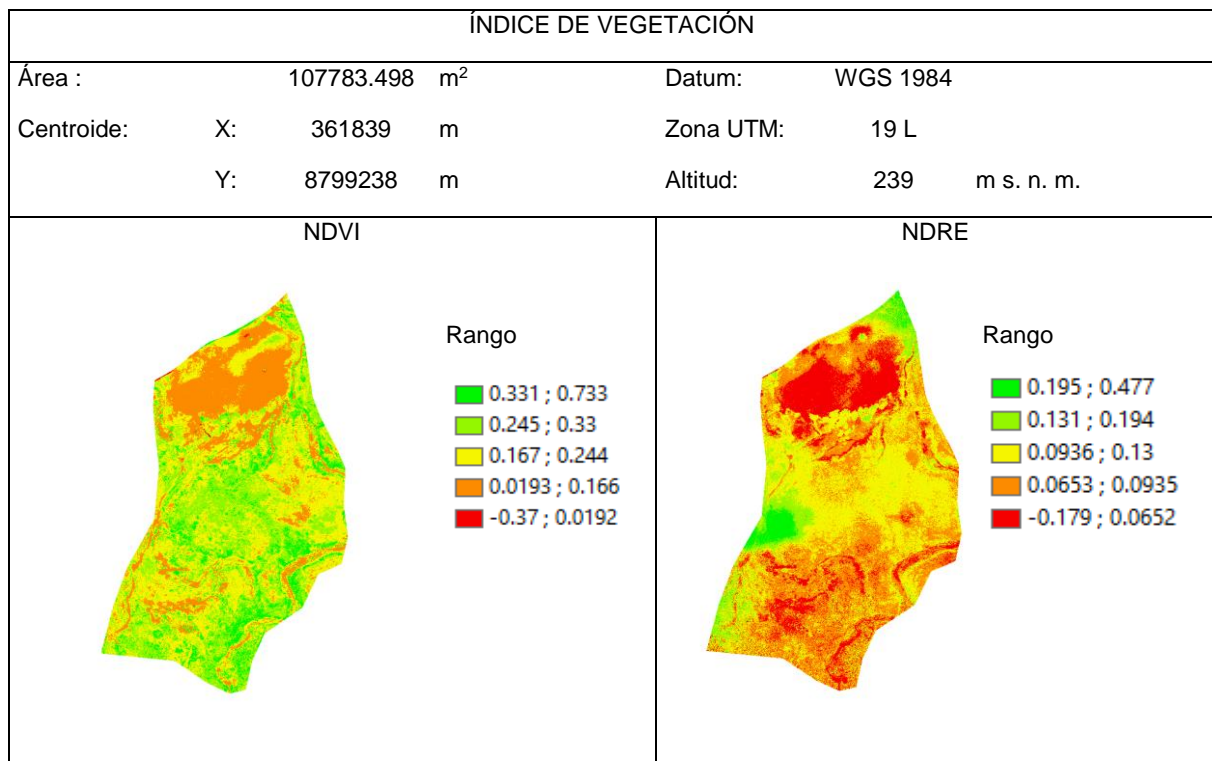 ÍNDICE DE VEGETACIÓN
Área : 107783.498 m2 Datum: WGS 1984
Centroide: X: 361839 m Zona UTM: 19 L
Y: 8799238 m Altitud: 239 m s. n. m.
NDVI
Rango
0.331 ; 0.733
0.245 ; 0.33
0.167 ; 0.244
0.0193 ; 0.166
-0.37 ; 0.0192
NDRE
Rango
0.195 ; 0.477
0.131 ; 0.194
0.0936 ; 0.13
0.0653 ; 0.0935
-0.179 ; 0.0652